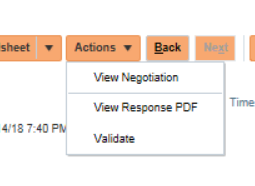 sheet Actions Back Next
View Negotiation
View Response PDF
Time
4/18 7:40 PM
Validate